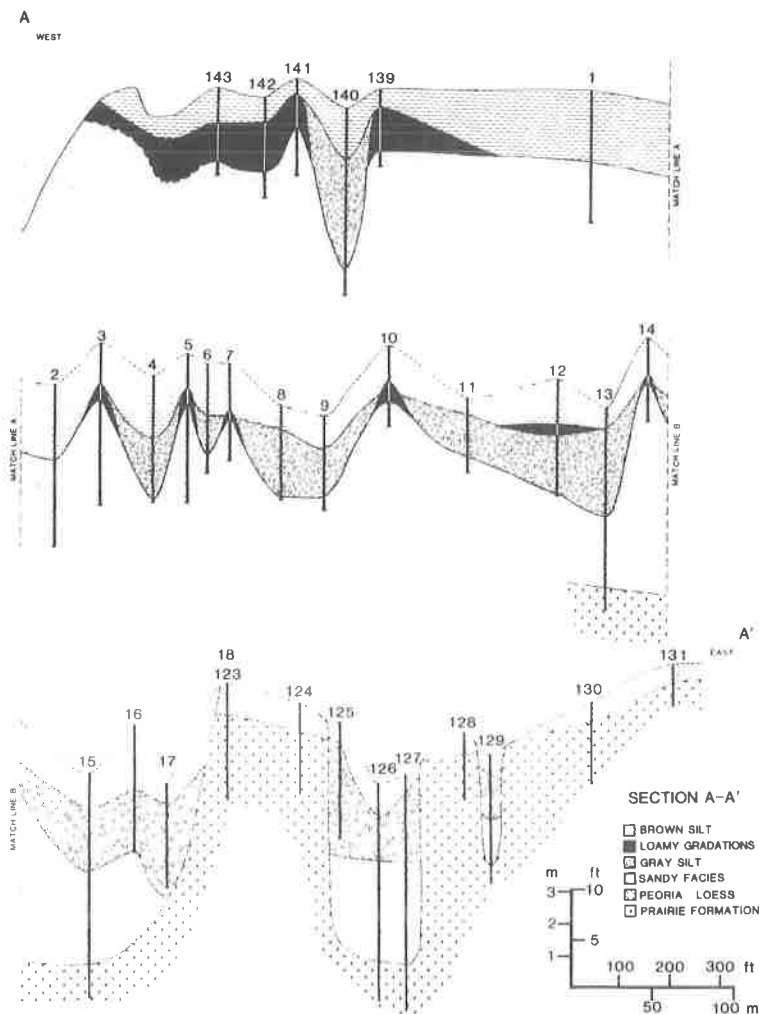 A
WEST
143
142
141
140
139
1
MATCH LINE A
MATCH LINE A
2
3
4
5
6
7
8
9
10
11
12
13
14
MATCH LINE B
A'
EAST
MATCH LINE B
15
16
17
18
123
124
125
126
127
128
129
130
131
SECTION A-A'
BROWN SILT
LOAMY GRADATIONS
GRAY SILT
SANDY FACIES
PEORIA LOESS
PRAIRIE FORMATION
m ft
3 10
2
5
1
100 200 300 ft
50 100 m